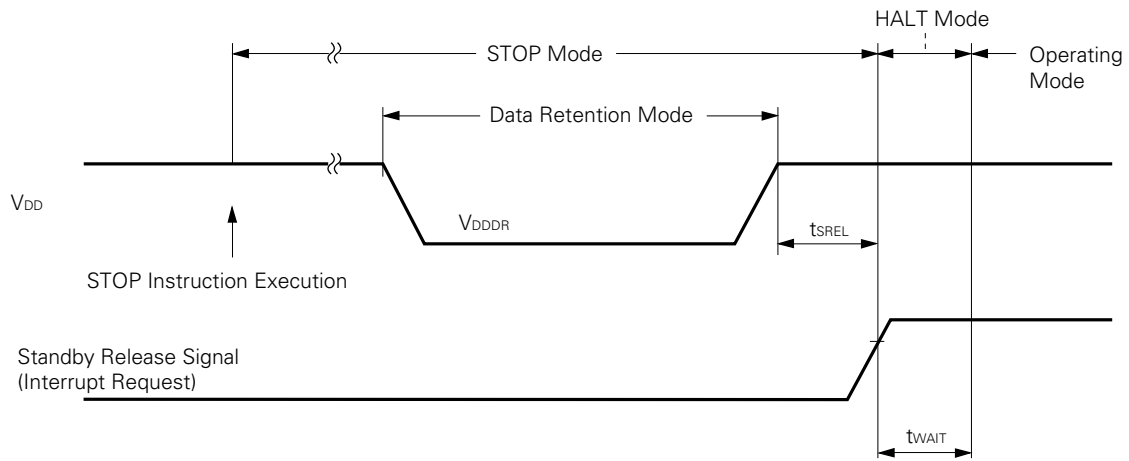 HALT Mode
STOP Mode
Operating
Mode
Data Retention Mode
VDD
VDDDR
tSREL
STOP Instruction Execution
Standby Release Signal
(Interrupt Request)
tWAIT